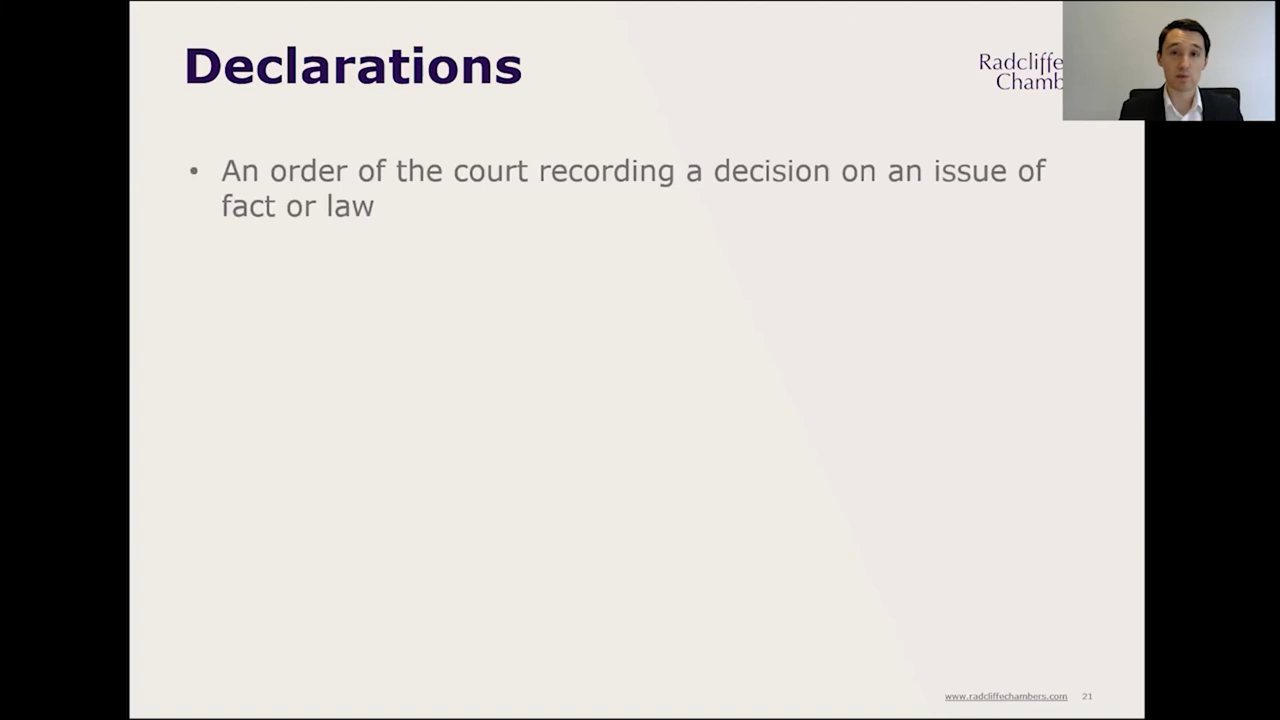 Declarations
Radcliffe
Chamb
• An order of the court recording a decision on an issue of
fact or law
www.radcliffechambers.com 21